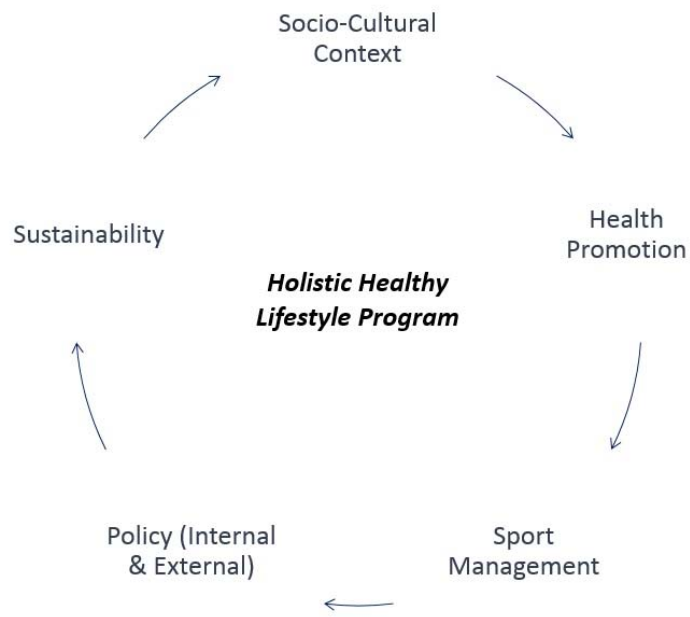 Socio-Cultural
Context
Health
Promotion
Sustainability
Holistic Healthy
Lifestyle Program
Policy (Internal
& External)
Sport
Management